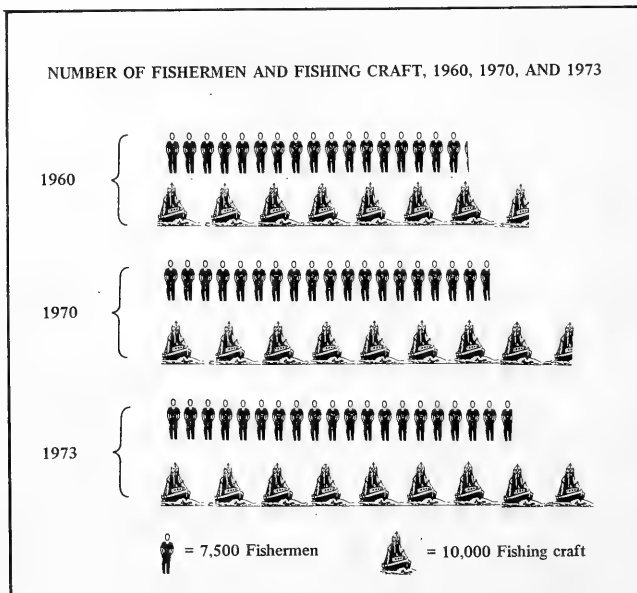 NUMBER OF FISHERMEN AND FISHING CRAFT, 1960, 1970, AND 1973
1960
1970
1973
= 7,500 Fishermen
= 10,000 Fishing craft